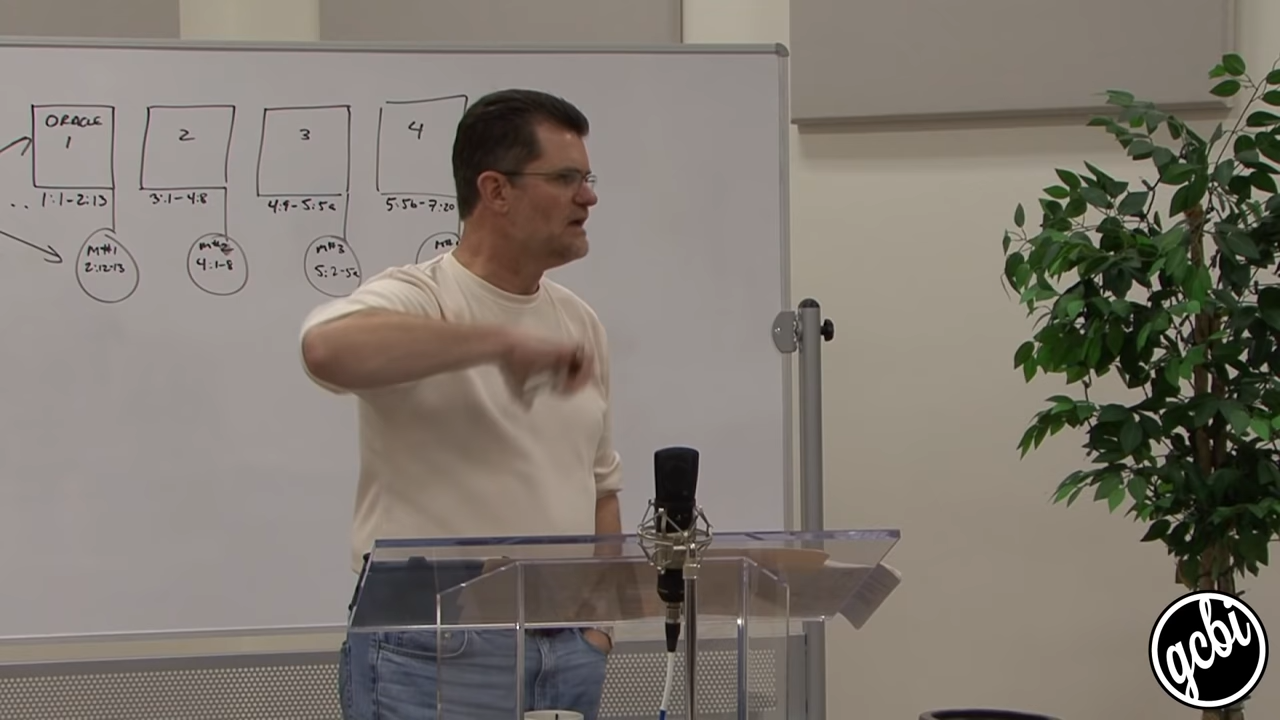 ORACLE
1
2
3
4
1:1-2:13
3:1-4:8
4:9-5:5a
5:5b-7:20
M#1
2:12-13
M#2
4:1-8
M#3
5:2-5a
gcbi